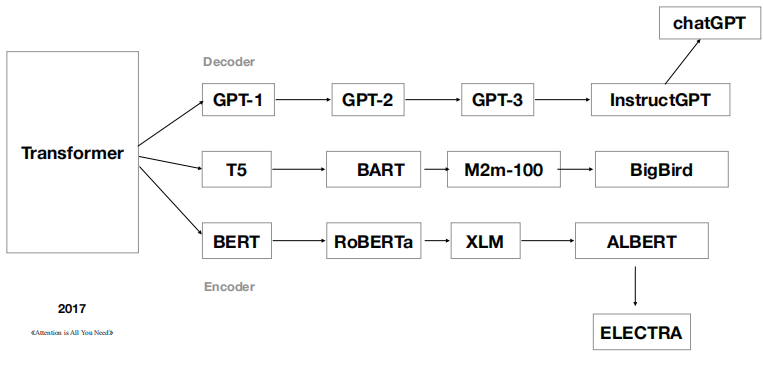 chatGPT
Decoder
GPT-1
GPT-2
GPT-3
InstructGPT
Transformer
T5
BART
M2m-100
BigBird
BERT
RoBERTa
XLM
ALBERT
Encoder
2017
《Attention is All You Need》
ELECTRA